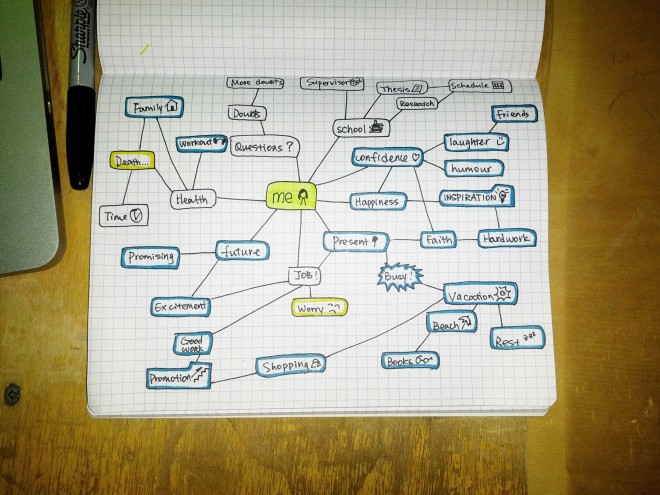 Sharpie
More doubts
Supervisor
Thesis
Schedule
Family
Doubts
Research
Friends
School
Workout
Questions?
laughter
Death...
confidence
humour
me
Health
Happiness
INSPIRATION
Time
Present
Faith
Hardwork
Promising
future
JOB!
Busy!
Vacation
Excitement
Worry
Beach
Good
work
Rest
Shopping
Books
Promotion